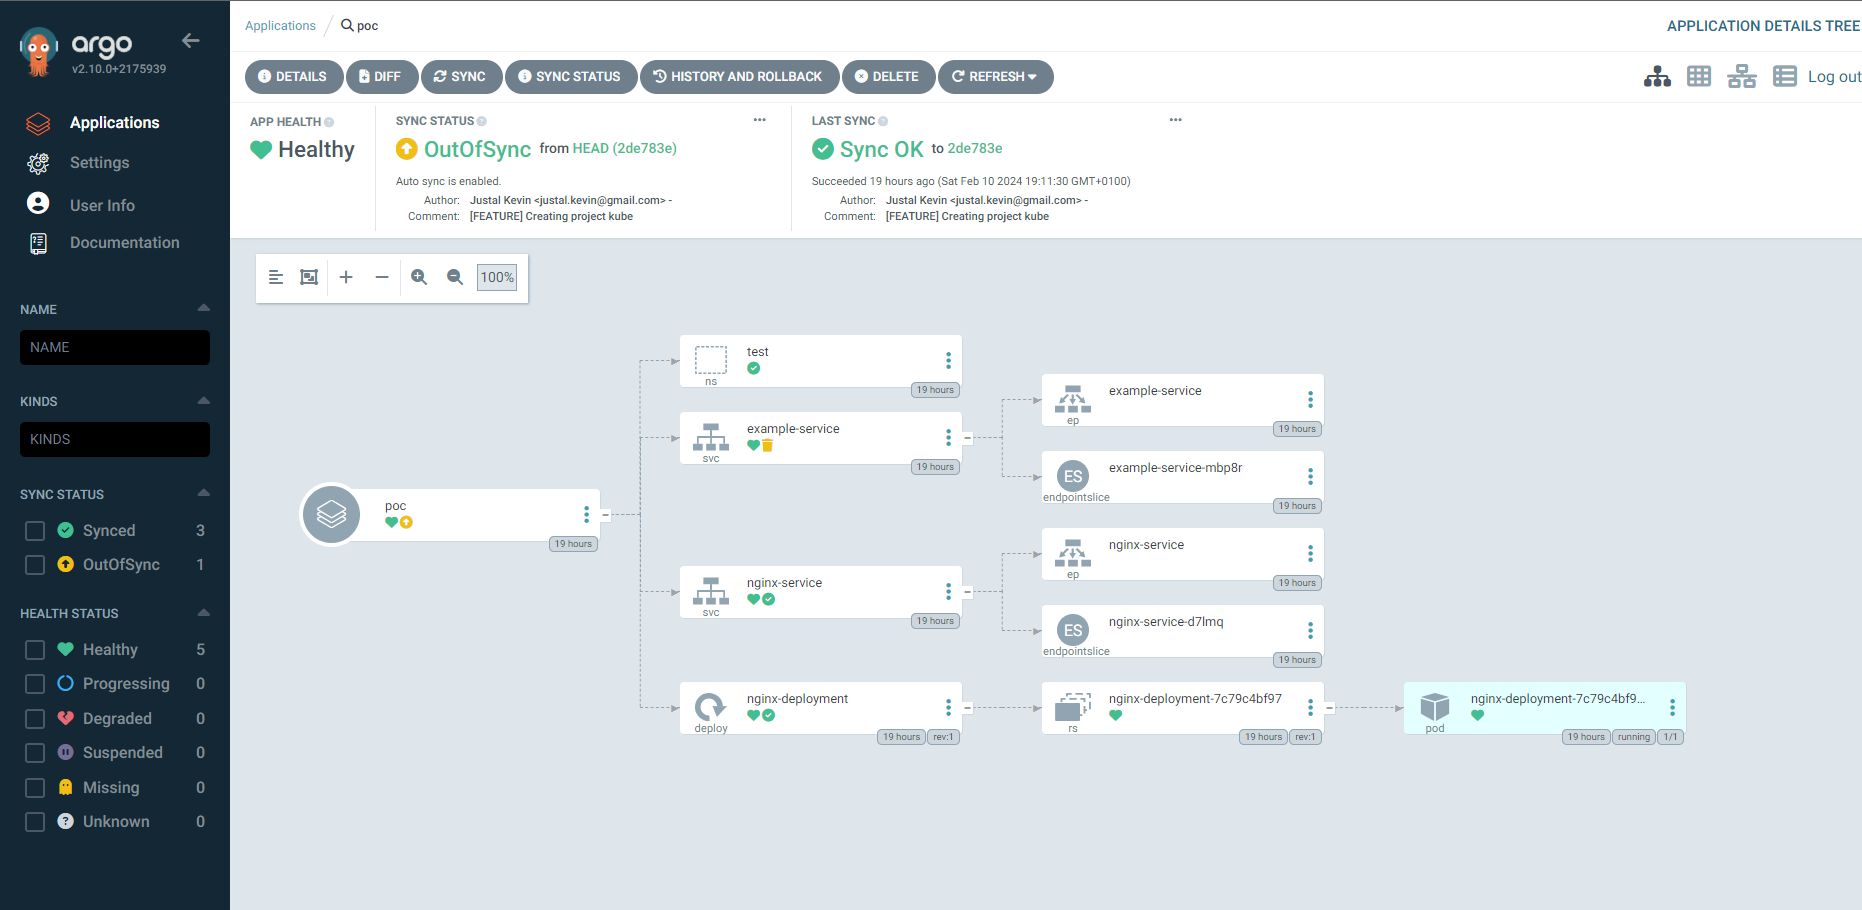 argo
v2.10.0+2175939
Applications
Settings
User Info
Documentation
NAME
NAME
KINDS
KINDS
SYNC STATUS
Synced 3
OutOfSync 1
HEALTH STATUS
Healthy 5
Progressing 0
Degraded 0
Suspended 0
Missing 0
Unknown 0
Applications / poc
APPLICATION DETAILS TREE
DETAILS DIFF SYNC SYNC STATUS HISTORY AND ROLLBACK DELETE REFRESH
Log out
APP HEALTH
Healthy
SYNC STATUS
OutOfSync from HEAD (2de783e)
Auto sync is enabled.
Author: Justal Kevin <justal.kevin@gmail.com> -
Comment: [FEATURE] Creating project kube
LAST SYNC
Sync OK to 2de783e
Succeeded 19 hours ago (Sat Feb 10 2024 19:11:30 GMT+0100)
Author: Justal Kevin <justal.kevin@gmail.com> -
Comment: [FEATURE] Creating project kube
100%
poc
19 hours
test
ns
19 hours
example-service
svc
19 hours
example-service
ep
19 hours
example-service-mbp8r
ES
endpointslice
19 hours
nginx-service
svc
19 hours
nginx-service
ep
19 hours
nginx-service-d7lmq
ES
endpointslice
19 hours
nginx-deployment
deploy
19 hours rev:1
nginx-deployment-7c79c4bf97
rs
19 hours rev:1
nginx-deployment-7c79c4bf9...
pod
19 hours running 1/1